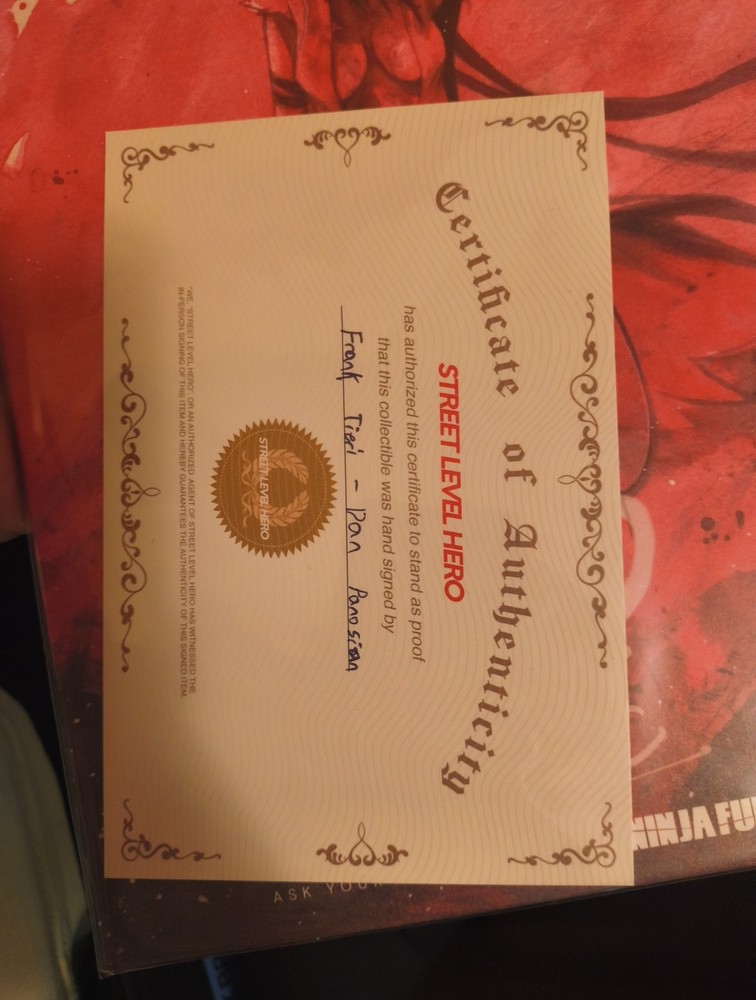 Certificate of Authenticity
STREET LEVEL HERO
has authorized this certificate to stand as proof
that this collectible was hand signed by
Frank Tieri - Dan Panosian
STREET LEVEL HERO
"WE, "STREET LEVEL HERO", OR AN AUTHORIZED AGENT OF STREET LEVEL HERO HAS WITNESSED THE
IN-PERSON SIGNING OF THIS ITEM AND HEREBY GUARANTEES THE AUTHENTICITY OF THIS SIGNED ITEM.
NINJA FU
ASK YOUR